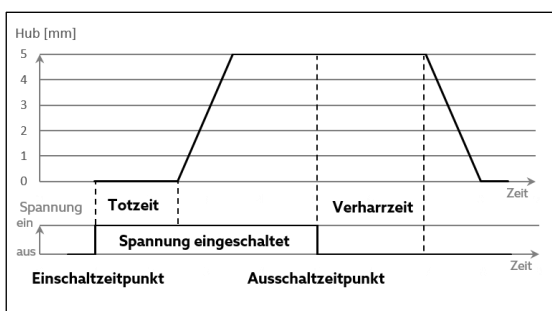 Hub [mm]
5
4
3
2
1
0
Zeit
Spannung
Totzeit
Verharrzeit
ein
Spannung eingeschaltet
aus
Zeit
Einschaltzeitpunkt
Ausschaltzeitpunkt